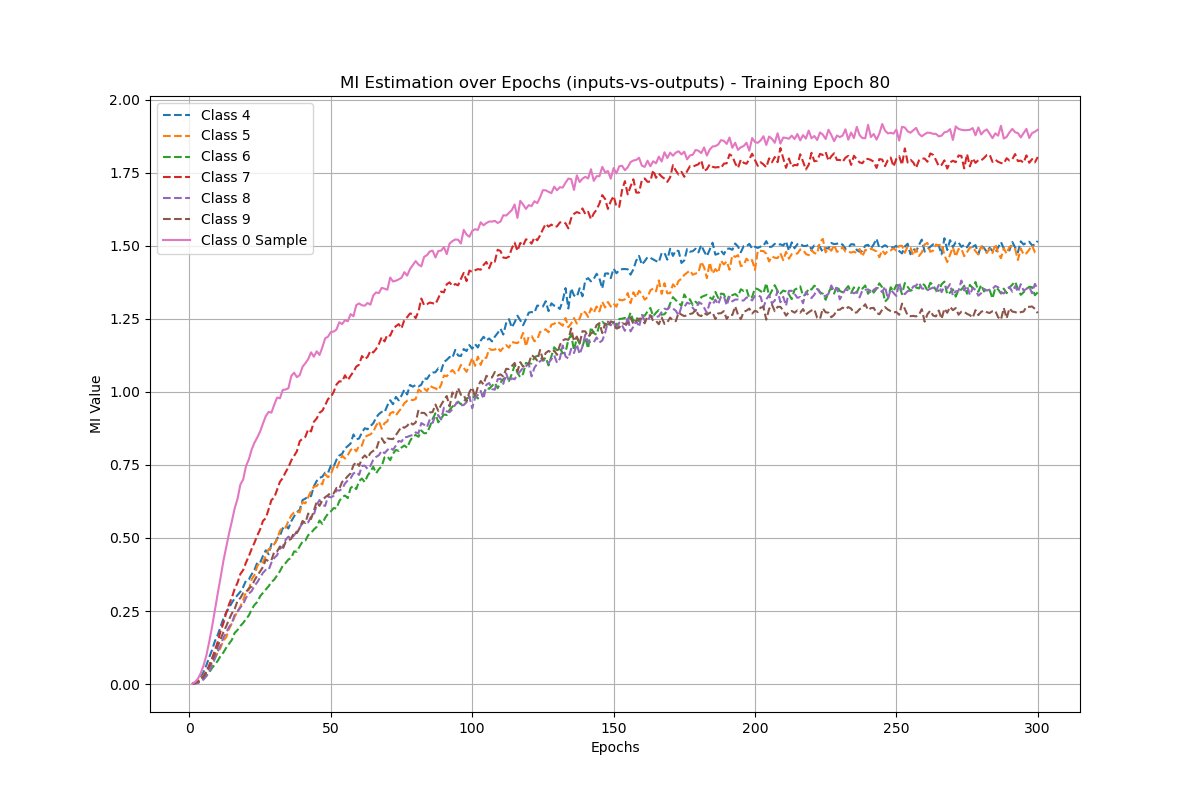 MI Estimation over Epochs (inputs-vs-outputs) - Training Epoch 80
2.00
1.75
1.50
1.25
1.00
0.75
0.50
0.25
0.00
MI Value
Class 4
Class 5
Class 6
Class 7
Class 8
Class 9
Class 0 Sample
0 50 100 150 200 250 300
Epochs